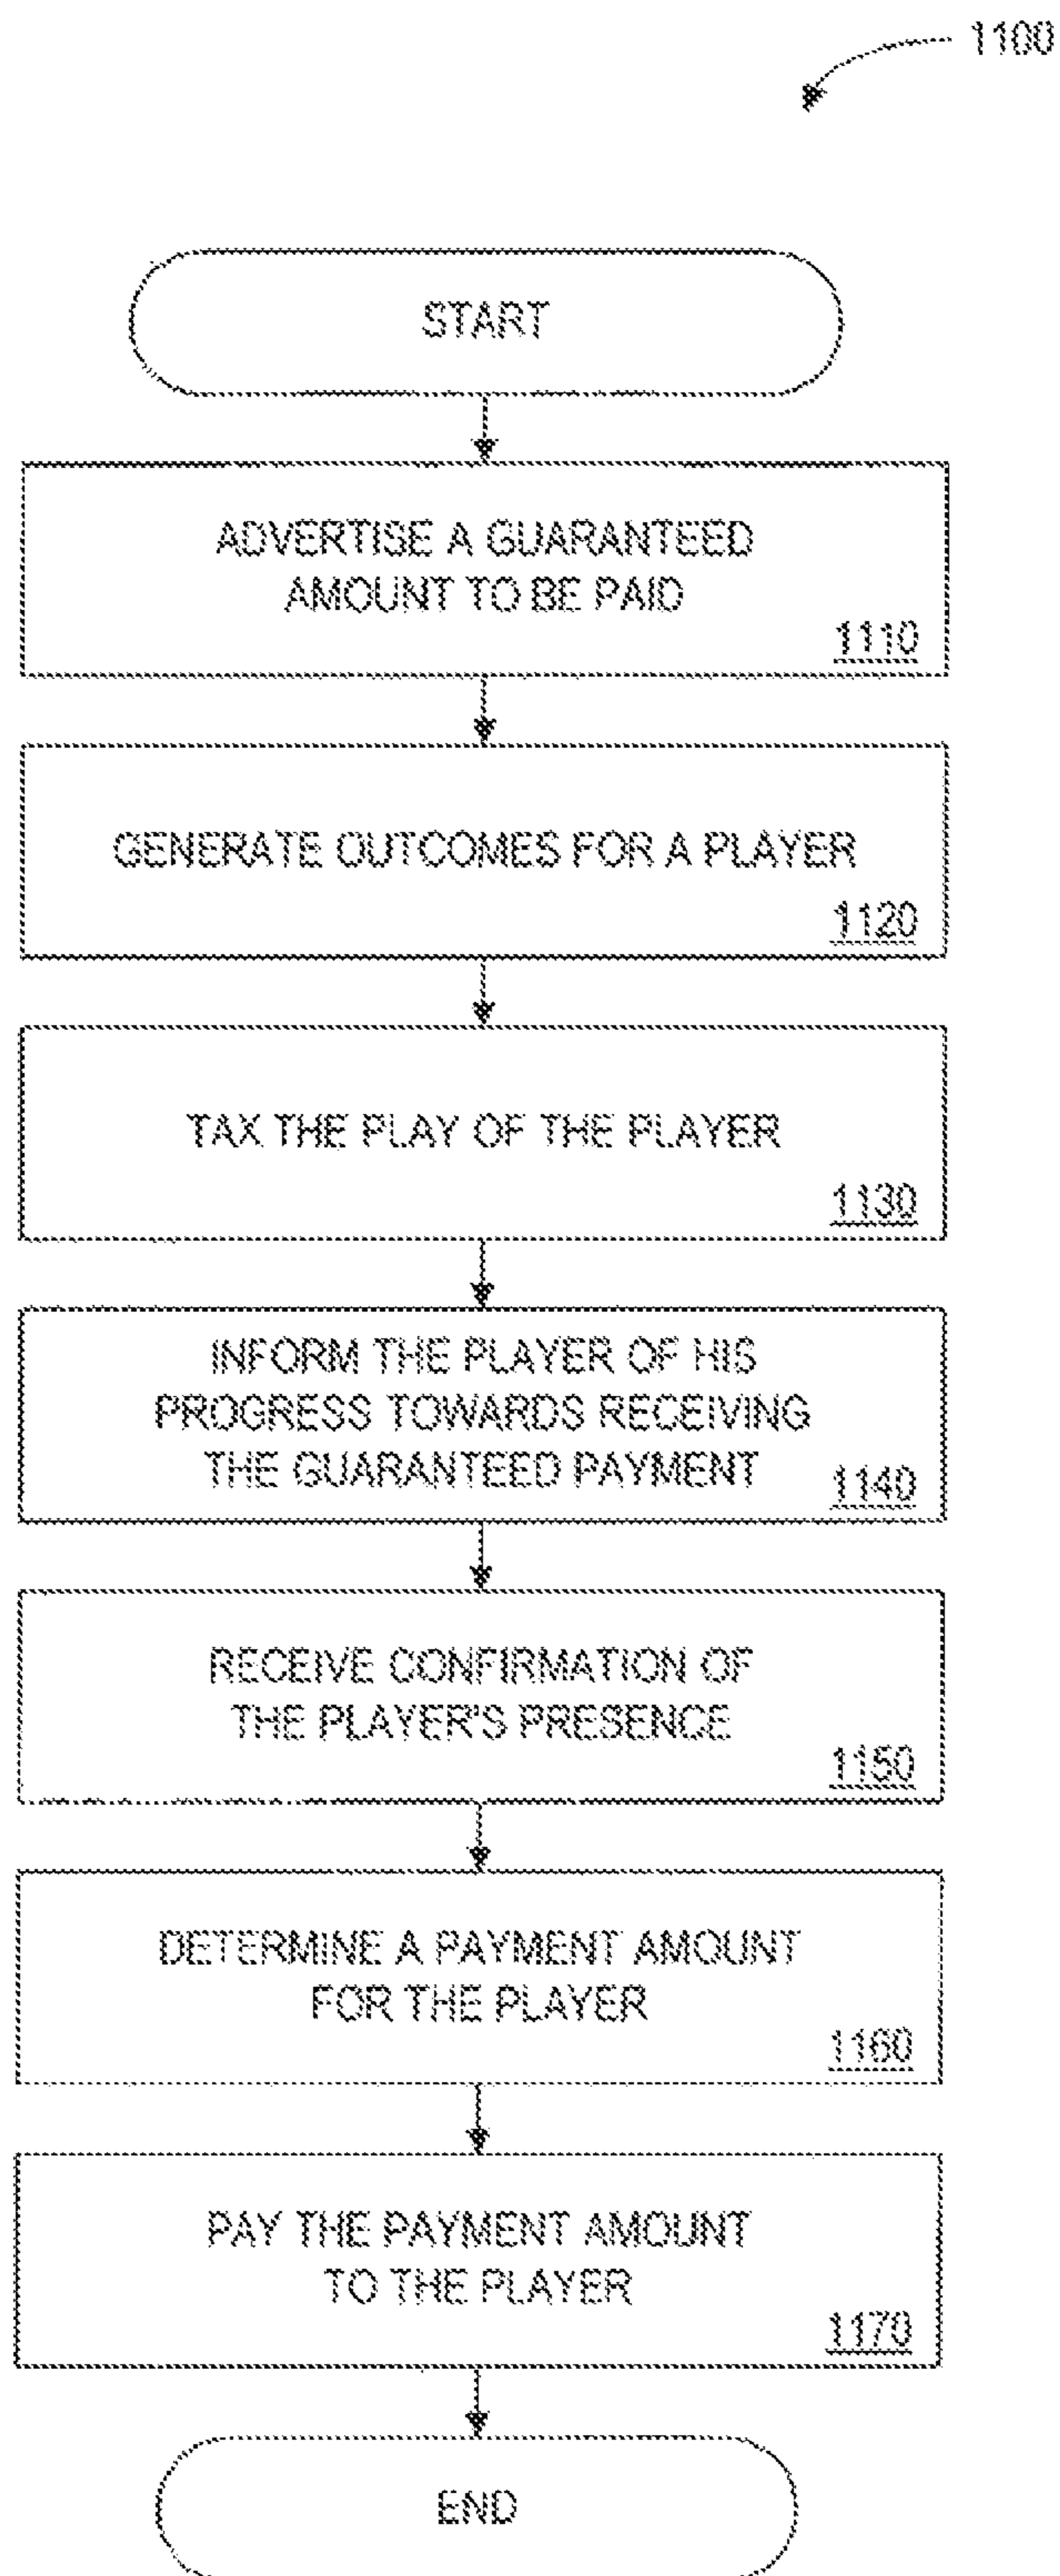 1100
START
ADVERTISE A GUARANTEED
AMOUNT TO BE PAID
1110
GENERATE OUTCOMES FOR A PLAYER
1120
TAX THE PLAY OF THE PLAYER
1130
INFORM THE PLAYER OF HIS
PROGRESS TOWARDS RECEIVING
THE GUARANTEED PAYMENT
1140
RECEIVE CONFIRMATION OF
THE PLAYER'S PRESENCE
1150
DETERMINE A PAYMENT AMOUNT
FOR THE PLAYER
1160
PAY THE PAYMENT AMOUNT
TO THE PLAYER
1170
END